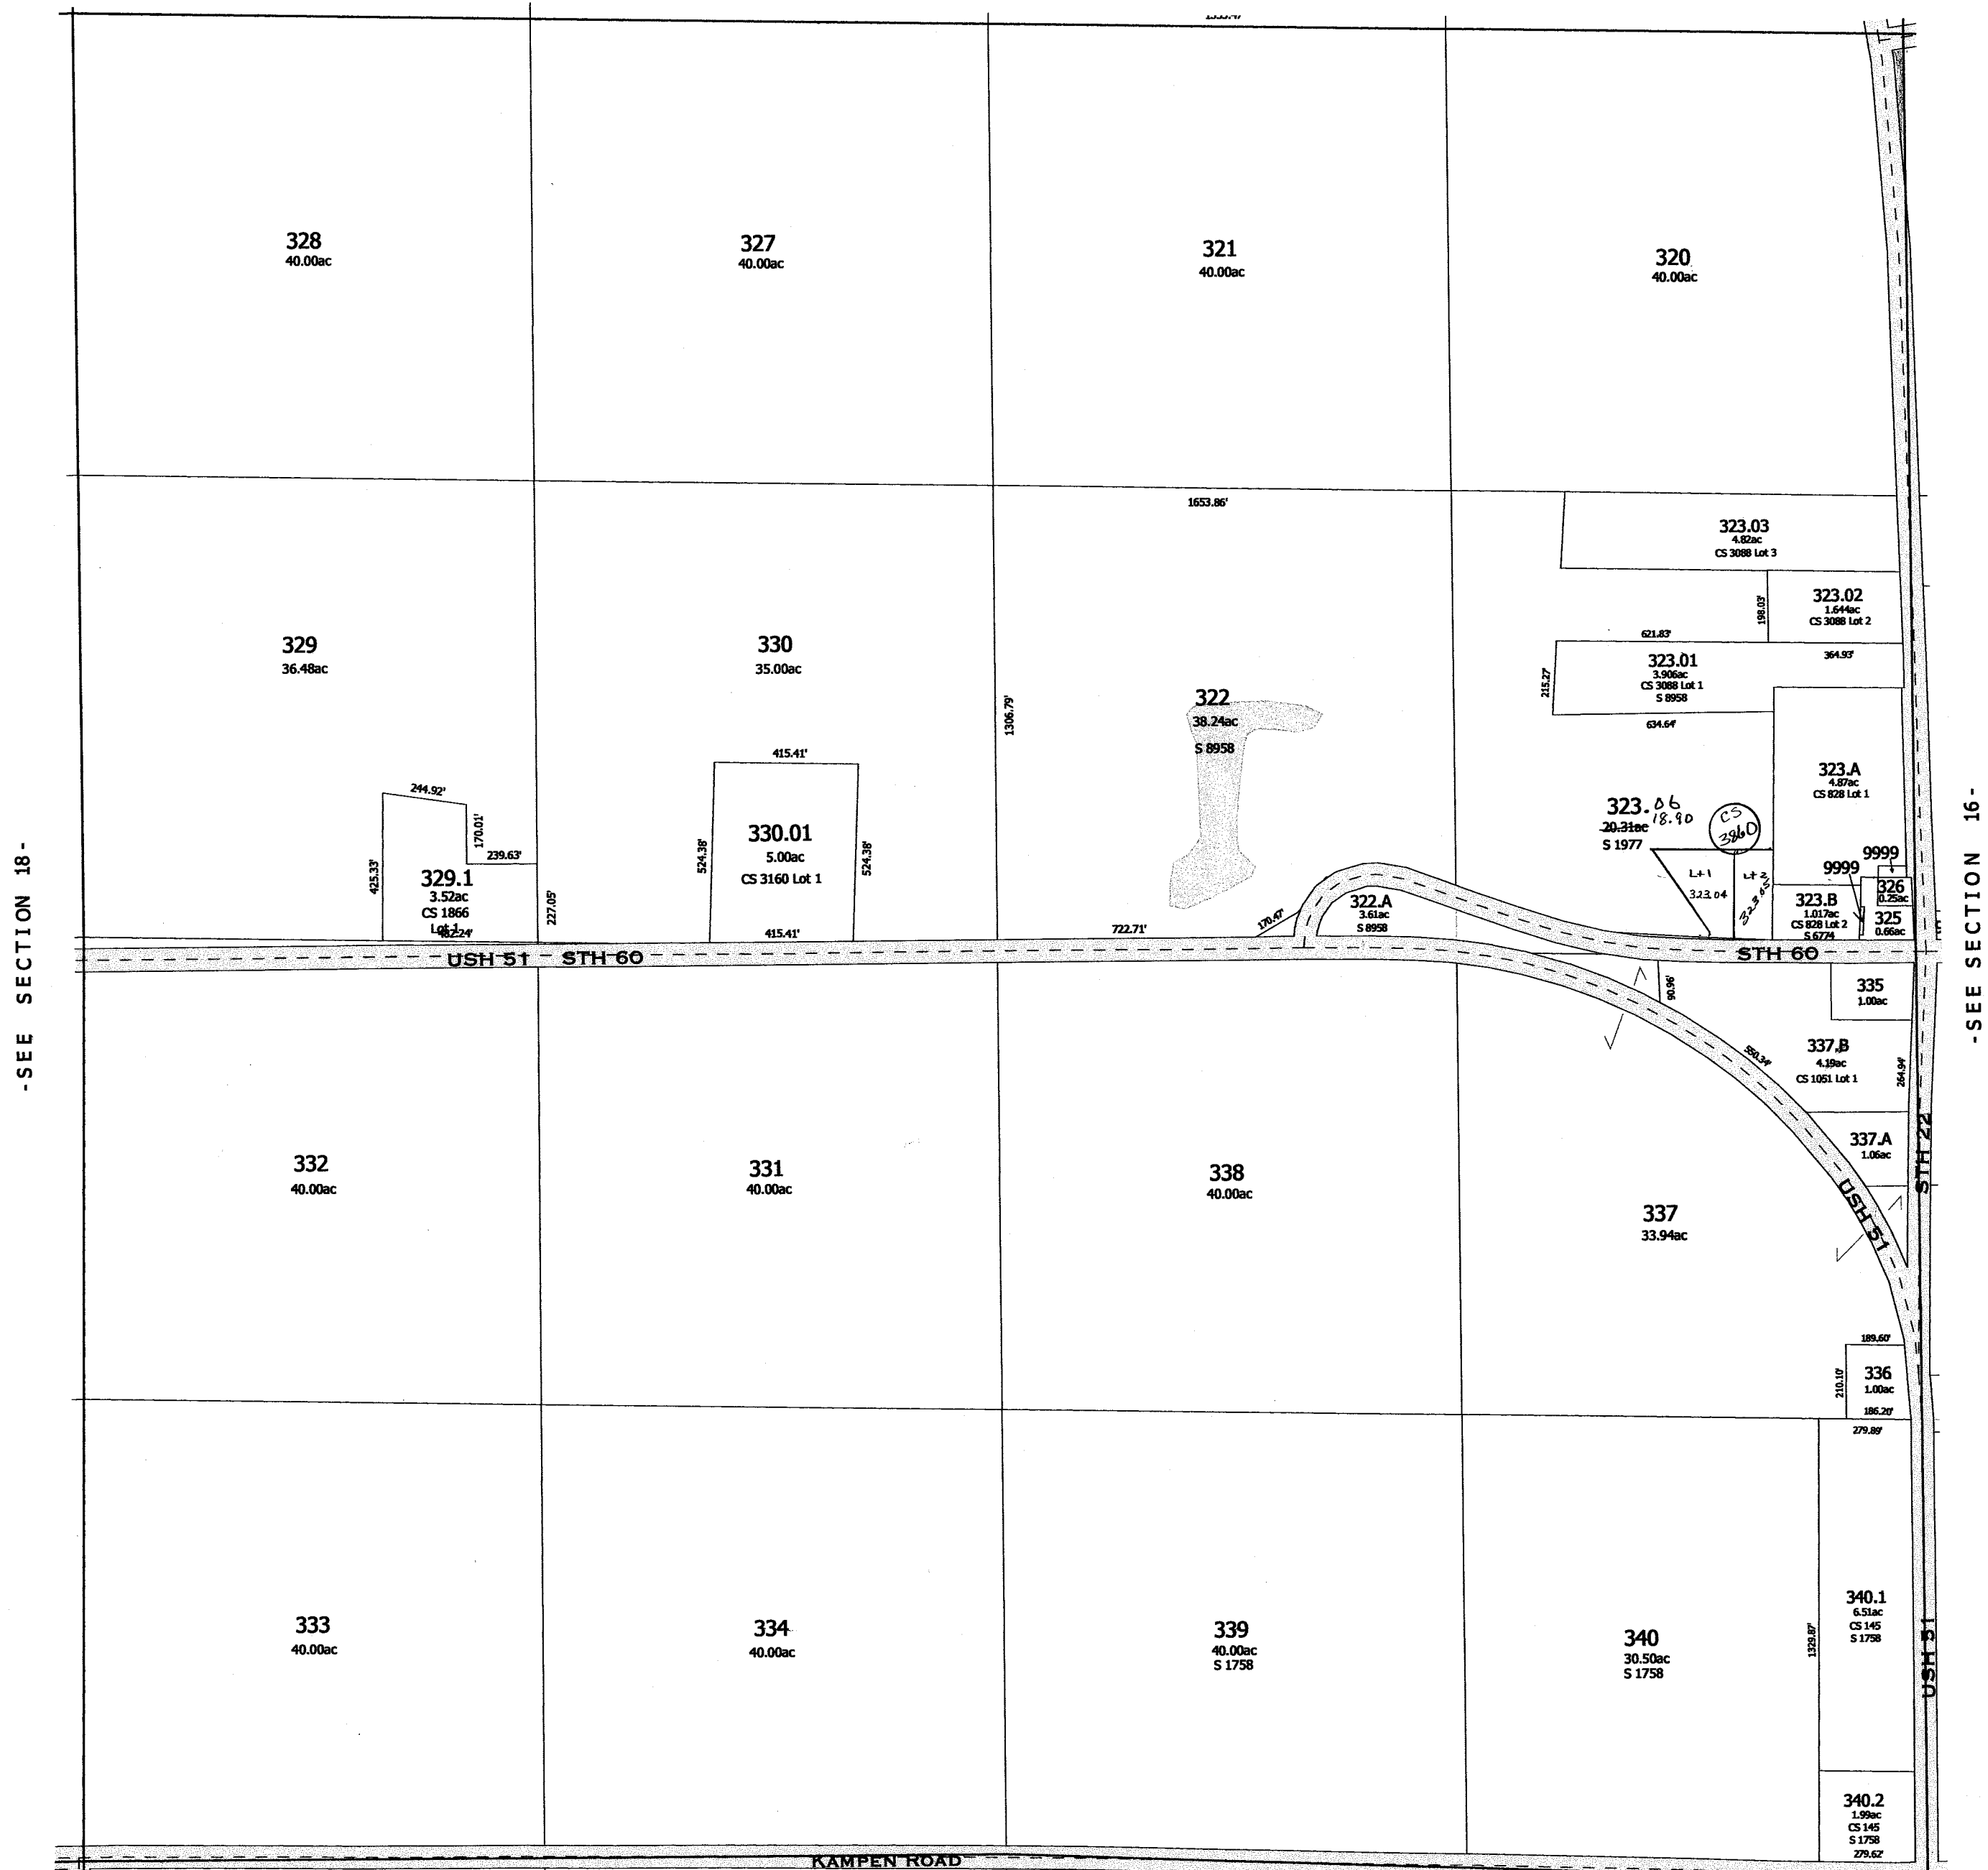 328
40.00ac
327
40.00ac
321
40.00ac
320
40.00ac
1653.86'
323.03
4.82ac
CS 3088 Lot 3
323.02
1.644ac
CS 3088 Lot 2
198.03'
621.83'
364.93'
323.01
3.906ac
CS 3088 Lot 1
S 8958
215.27'
634.64'
329
36.48ac
330
35.00ac
1306.79'
322
38.24ac
S 8958
415.41'
244.92'
170.01'
239.63'
425.33'
329.1
3.52ac
CS 1866
Lot 1
482.24'
227.05'
524.38'
330.01
5.00ac
CS 3160 Lot 1
524.38'
415.41'
722.71'
170.47'
322.A
3.61ac
S 8958
323.06
20.31ac 18.90
S 1977
CS
3860
Lt 1
323.04
Lt 2
323.05
323.A
4.87ac
CS 828 Lot 1
9999
9999
326
0.25ac
325
0.66ac
323.B
1.017ac
CS 828 Lot 2
S 6774
-SEE SECTION 18-
-SEE SECTION 16-
USH 51 STH 60
STH 60
90.96'
335
1.00ac
337.B
4.19ac
CS 1051 Lot 1
550.34'
264.94'
337.A
1.06ac
STH 22
USH 51
332
40.00ac
331
40.00ac
338
40.00ac
337
33.94ac
189.60'
210.10'
336
1.00ac
186.20'
279.89'
333
40.00ac
334
40.00ac
339
40.00ac
S 1758
340
30.50ac
S 1758
1329.87'
340.1
6.51ac
CS 145
S 1758
USH 51
340.2
1.99ac
CS 145
S 1758
279.62'
KAMPEN ROAD